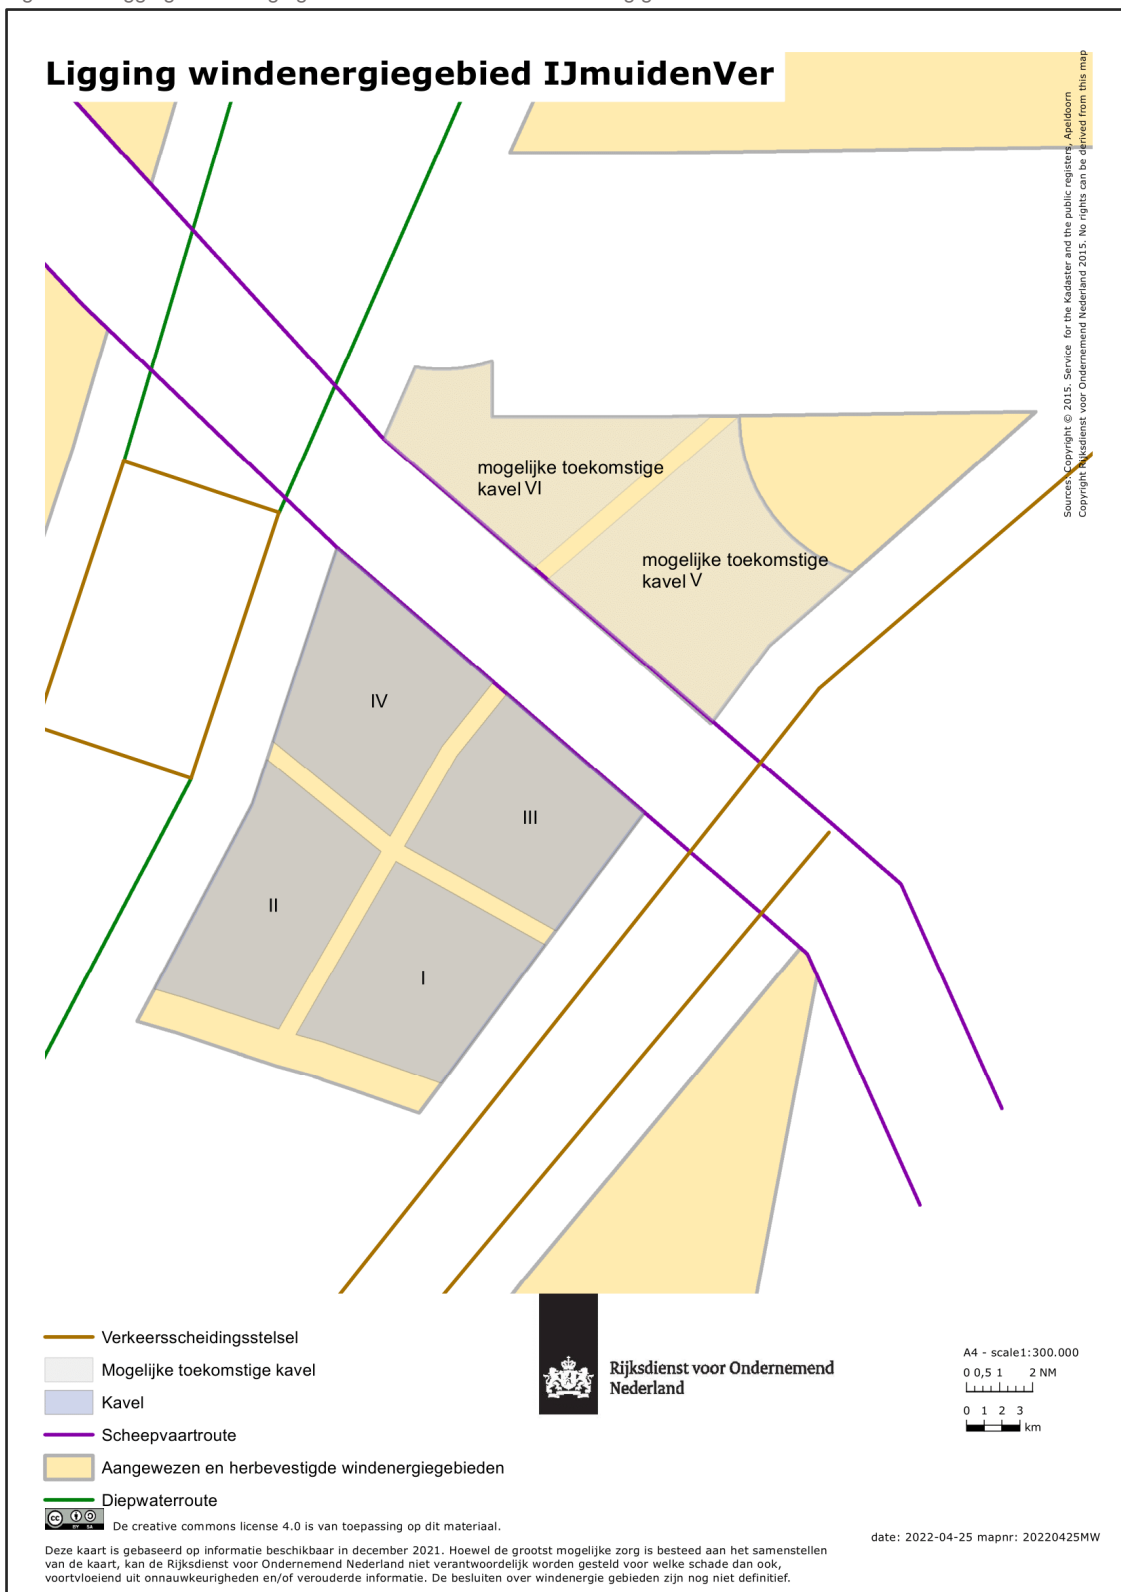 Ligging windenergiegebied IJmuidenVer
Sources: Copyright © 2015. Service for the Kadaster and the public registers, Apeldoorn
Copyright Rijksdienst voor Ondernemend Nederland 2015. No rights can be derived from this map
mogelijke toekomstige
kavel VI
mogelijke toekomstige
kavel V
IV
III
II
I
Verkeersscheidingsstelsel
Mogelijke toekomstige kavel
Kavel
Scheepvaartroute
Aangewezen en herbevestigde windenergiegebieden
Diepwaterroute
Rijksdienst voor Ondernemend
Nederland
A4 - scale1:300.000
0 0,5 1 2 NM
0 1 2 3
km
cc BY SA
De creative commons license 4.0 is van toepassing op dit materiaal.
date: 2022-04-25 mapnr: 20220425MW
Deze kaart is gebaseerd op informatie beschikbaar in december 2021. Hoewel de grootst mogelijke zorg is besteed aan het samenstellen
van de kaart, kan de Rijksdienst voor Ondernemend Nederland niet verantwoordelijk worden gesteld voor welke schade dan ook,
voortvloeiend uit onnauwkeurigheden en/of verouderde informatie. De besluiten over windenergie gebieden zijn nog niet definitief.